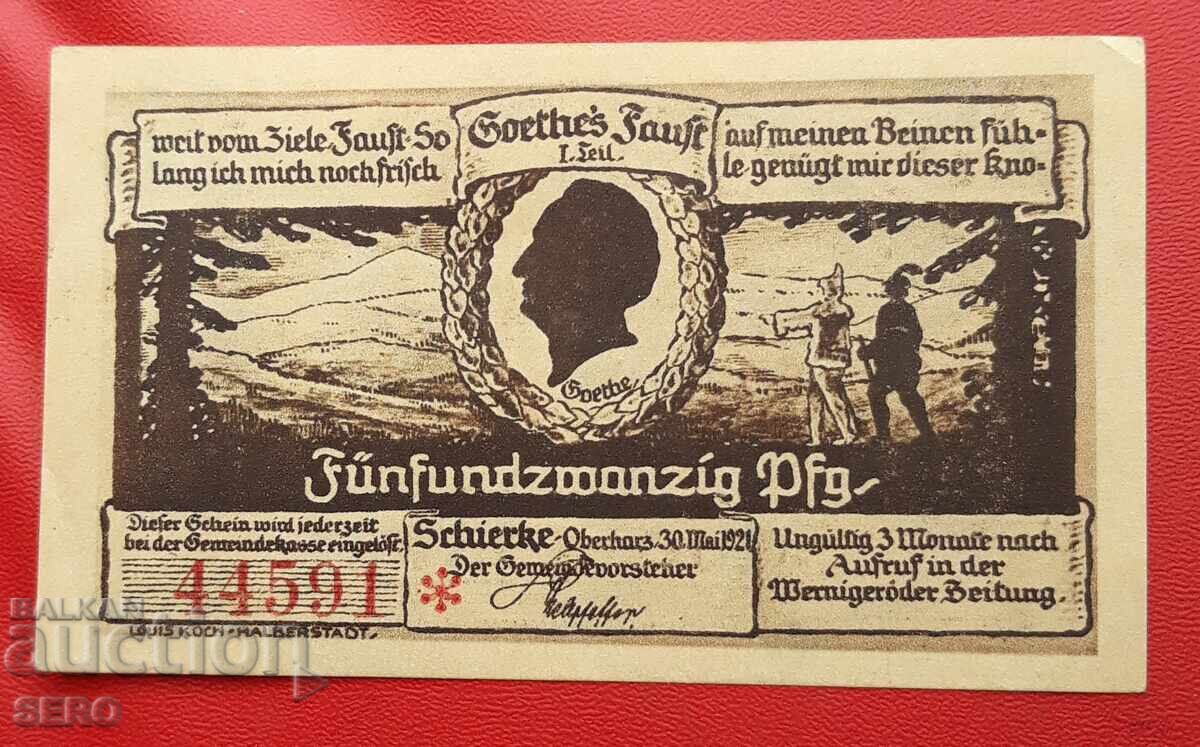 Goethe's Faust
I. Teil.
weit vom Ziele. Faust. So
lang ich mich noch frisch
auf meinen Beinen füh-
le genügt mir dieser Kno-
Goethe
Fünfundzwanzig Pfg.
Dieser Schein wird jederzeit
bei der Gemeindekasse eingelöst.
44591
LOUIS KOCH-HALBERSTADT.
Schierke-Oberharz. 30. Mai 1921
Der Gemeindevorsteher
Ungültig 3 Monate nach
Aufruf in der
Wernigeröder Zeitung.
BALKAN
auction
SERO